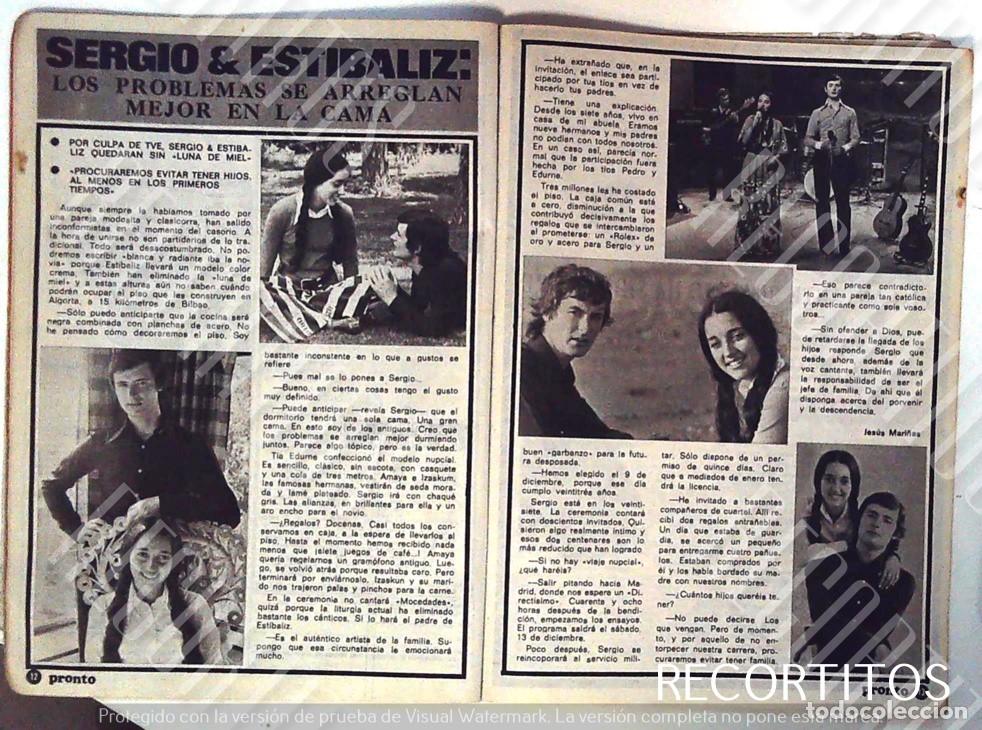 SERGIO & ESTIBALIZ:
LOS PROBLEMAS SE ARREGLAN
MEJOR EN LA CAMA
● POR CULPA DE TVE, SERGIO & ESTIBA-
LIZ QUEDARAN SIN «LUNA DE MIEL»
● «PROCURAREMOS EVITAR TENER HIJOS,
AL MENOS EN LOS PRIMEROS
TIEMPOS»
Aunque siempre la habíamos tomado por
una pareja modosita y clasicorra, han salido
inconformistas en el momento del casorio. A
la hora de unirse no son partidarios de lo tra-
dicional. Todo será desacostumbrado. No po-
dremos escribir «blanca y radiante iba la no-
via» porque Estíbaliz llevará un modelo color
crema. También han eliminado la «luna de
miel» y a estas alturas aún no saben cuándo
podrán ocupar el piso que les construyen en
Algorta, a 15 kilómetros de Bilbao.
—Sólo puedo anticiparte que la cocina será
negra combinada con planchas de acero. No
he pensado cómo decoraremos el piso. Soy
bastante inconstante en lo que a gustos se
refiere
—Pues mal se lo pones a Sergio...
—Bueno, en ciertas cosas tengo el gusto
muy definido.
—Puedo anticipar —revela Sergio— que el
dormitorio tendrá una sola cama. Una gran
cama. En esto soy de los antiguos. Creo que
los problemas se arreglan mejor durmiendo
juntos. Parece algo tópico, pero es la verdad.
Tía Edurne confeccionó el modelo nupcial.
Es sencillo, clásico, sin escote, con casquete
y una cola de tres metros. Amaya e Izaskum,
las famosas hermanas, vestirán de seda mora-
da y lamé plateado. Sergio irá con chaqué
gris. Las alianzas, en brillantes para ella y un
aro ancho para el novio.
—¿Regalos? Docenas. Casi todos los con-
servamos en caja, a la espera de llevarlos al
piso. Hasta el momento hemos recibido nada
menos que ¡siete juegos de café...! Amaya
quería regalarnos un gramófono antiguo. Lue-
go, se volvió atrás porque resultaba caro. Pero
terminará por enviárnoslo. Izaskun y su mari-
do nos trajeron palas y pinchos para la carne.
En la ceremonia no cantará «Mocedades»,
quizá porque la liturgia actual ha eliminado
bastante los cánticos. Si lo hará el padre de
Estíbaliz.
—Es el auténtico artista de la familia. Su-
pongo que esa circunstancia le emocionará
mucho.
12 pronto
—Ha extrañado que, en la
invitación, el enlace sea parti-
cipado por tus tíos en vez de
hacerlo tus padres.
—Tiene una explicación.
Desde los siete años, vivo en
casa de mi abuela. Eramos
nueve hermanos y mis padres
no podían con todos nosotros.
En un caso así, parecía nor-
mal que la participación fuera
hecha por los tíos Pedro y
Edurne.
Tres millones les ha costado
el piso. La caja común está
a cero, disminución a la que
contribuyó decisivamente los
regalos que se intercambiaron
al prometerse: un «Rolex» de
oro y acero para Sergio y un
buen «garbanzo» para la futu-
ra desposada.
—Hemos elegido el 9 de
diciembre, porque ese día
cumplo veintitrés años.
Sergio está en los veinti-
siete. La ceremonia contará
con doscientos invitados. Qui-
sieron algo realmente íntimo y
esos dos centenares son lo
más reducido que han logrado
—Si no hay «viaje nupcial»,
¿qué haréis?
—Salir pitando hacia Ma-
drid, donde nos espera un «Di-
rectísimo». Cuarenta y ocho
horas después de la bendi-
ción, empezamos los ensayos.
El programa saldrá el sábado,
13 de diciembre.
Poco después, Sergio se
reincoporará al servicio mili-
tar. Sólo dispone de un per-
miso de quince días. Claro
que a mediados de enero ten-
drá la licencia.
—He invitado a bastantes
compañeros de cuartel. Allí re-
cibí dos regalos entrañables.
Un día que estaba de guar-
dia, se acercó un pequeño
para entregarme cuatro pañue-
los. Estaban comprados por
él y los había bordado su ma-
dre con nuestros nombres.
—¿Cuántos hijos queréis te-
ner?
—No puede decirse. Los
que vengan. Pero de momen-
to, y por aquello de no en-
torpecer nuestra carrera, pro-
curaremos evitar tener familia.
—Eso parece contradicto-
rio en una pareja tan católica
y practicante como sois voso-
tros...
—Sin ofender a Dios, pue-
de retardarse la llegada de los
hijos responde Sergio que
desde ahora, además de la
voz cantante, también llevará
la responsabilidad de ser el
jefe de familia. De ahí que él
disponga acerca del porvenir
y la descendencia.
Jesús Mariñas
pronto
RECORTITOS
todocoleccion
Protegido con la versión de prueba de Visual Watermark. La versión completa no pone esta marca.